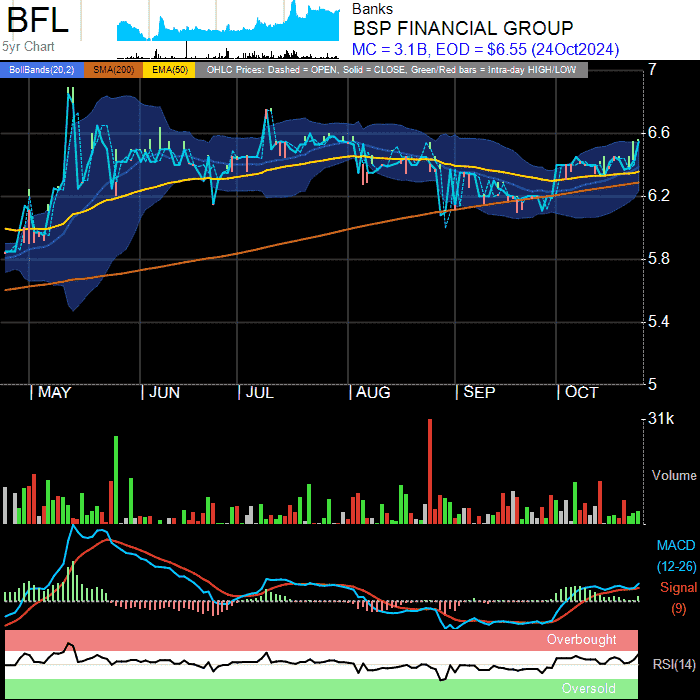 BFL
5yr Chart
Banks
BSP FINANCIAL GROUP
MC = 3.1B, EOD = $6.55 (24Oct2024)
BollBands(20,2) SMA(200) EMA(50) OHLC Prices: Dashed = OPEN, Solid = CLOSE, Green/Red bars = Intra-day HIGH/LOW
7
6.6
6.2
5.8
5.4
5
MAY JUN JUL AUG SEP OCT
31k
Volume
MACD
(12-26)
Signal
(9)
Overbought
RSI(14)
Oversold